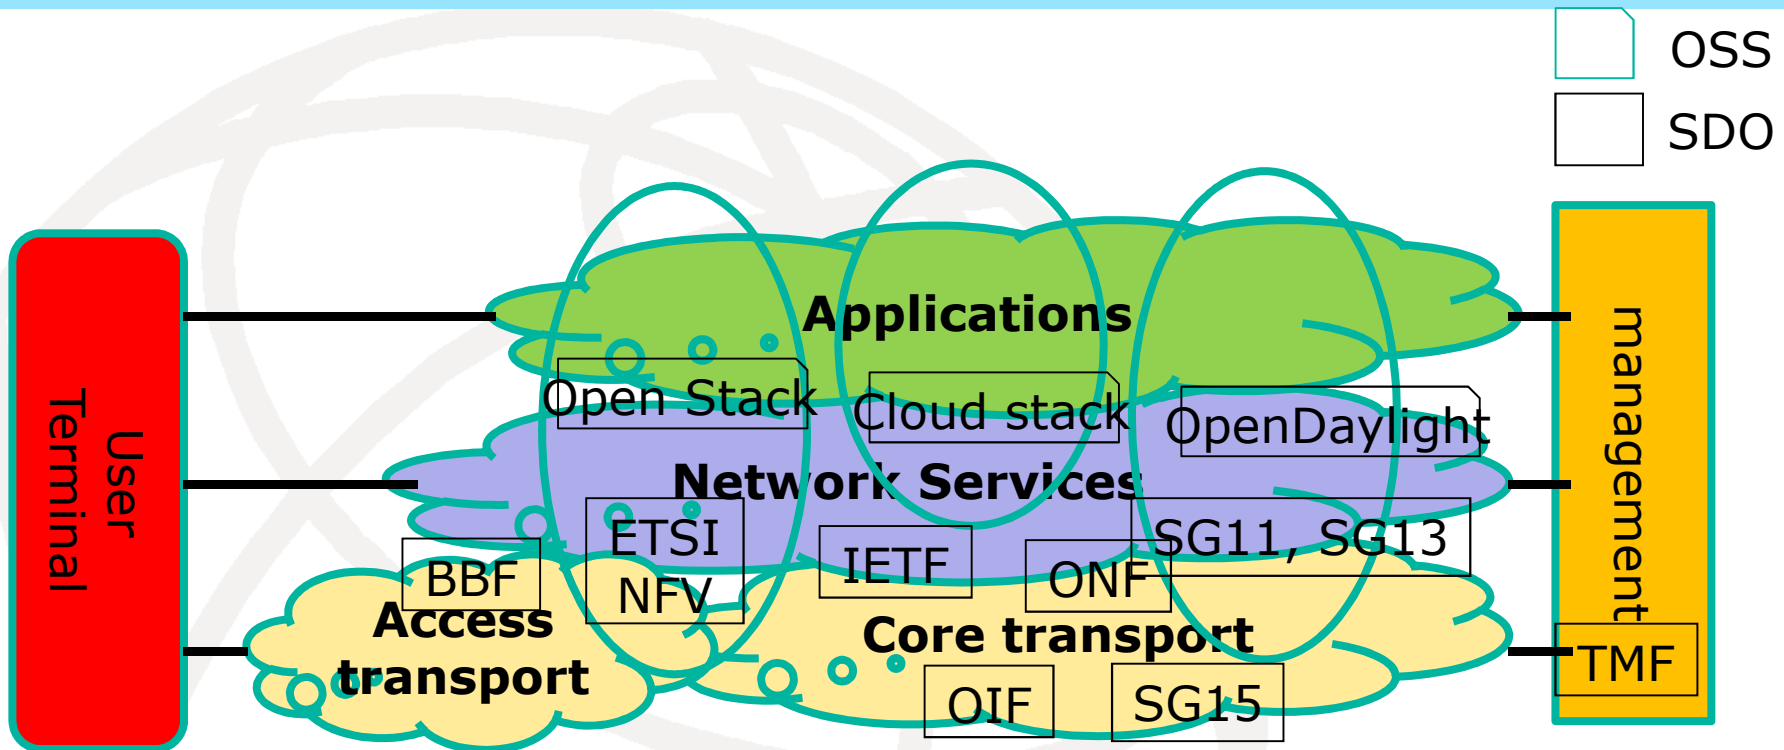 OSS
SDO
User
Terminal
Applications
Open Stack
Cloud stack
OpenDaylight
Network Services
ETSI
NFV
IETF
SG11, SG13
BBF
ONF
Access
transport
Core transport
OIF
SG15
management
TMF